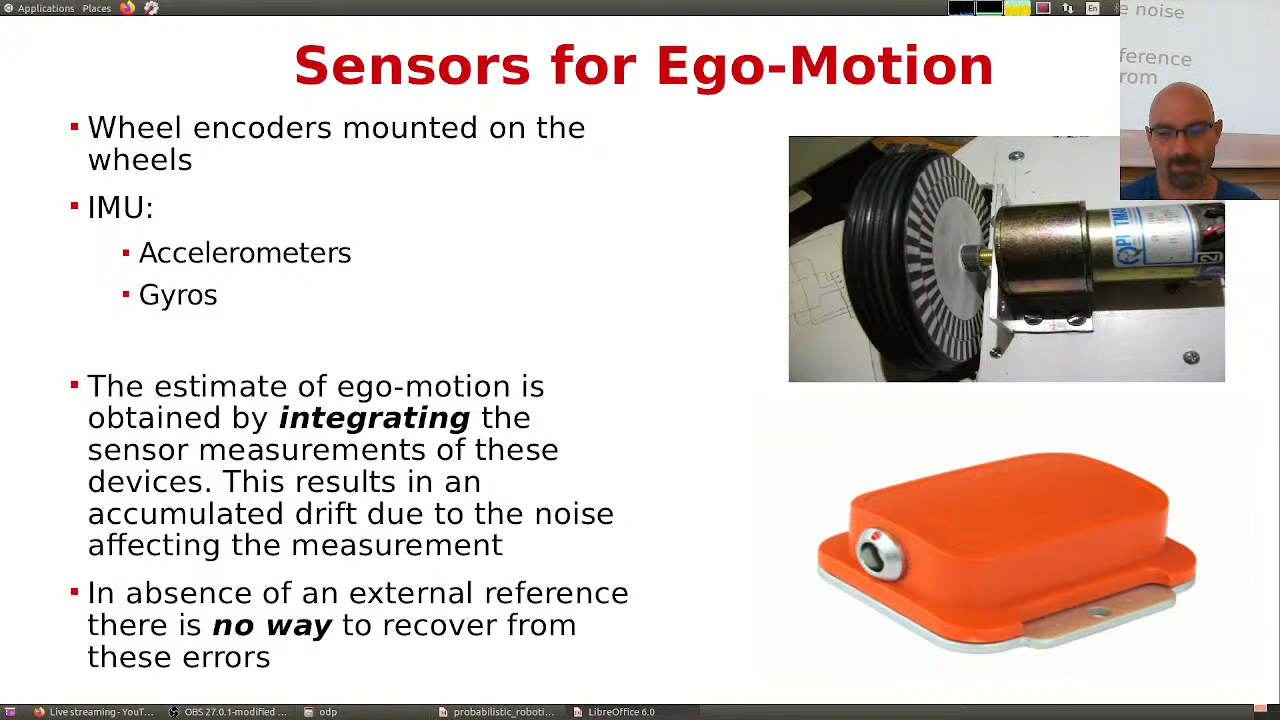 Applications Places
En
e noise
ference
rom
Sensors for Ego-Motion
Wheel encoders mounted on the
wheels
IMU:
Accelerometers
Gyros
The estimate of ego-motion is
obtained by integrating the
sensor measurements of these
devices. This results in an
accumulated drift due to the noise
affecting the measurement
In absence of an external reference
there is no way to recover from
these errors
2
Live streaming - YouT... OBS 27.0.1-modified ... odp probabilistic_roboti... LibreOffice 6.0